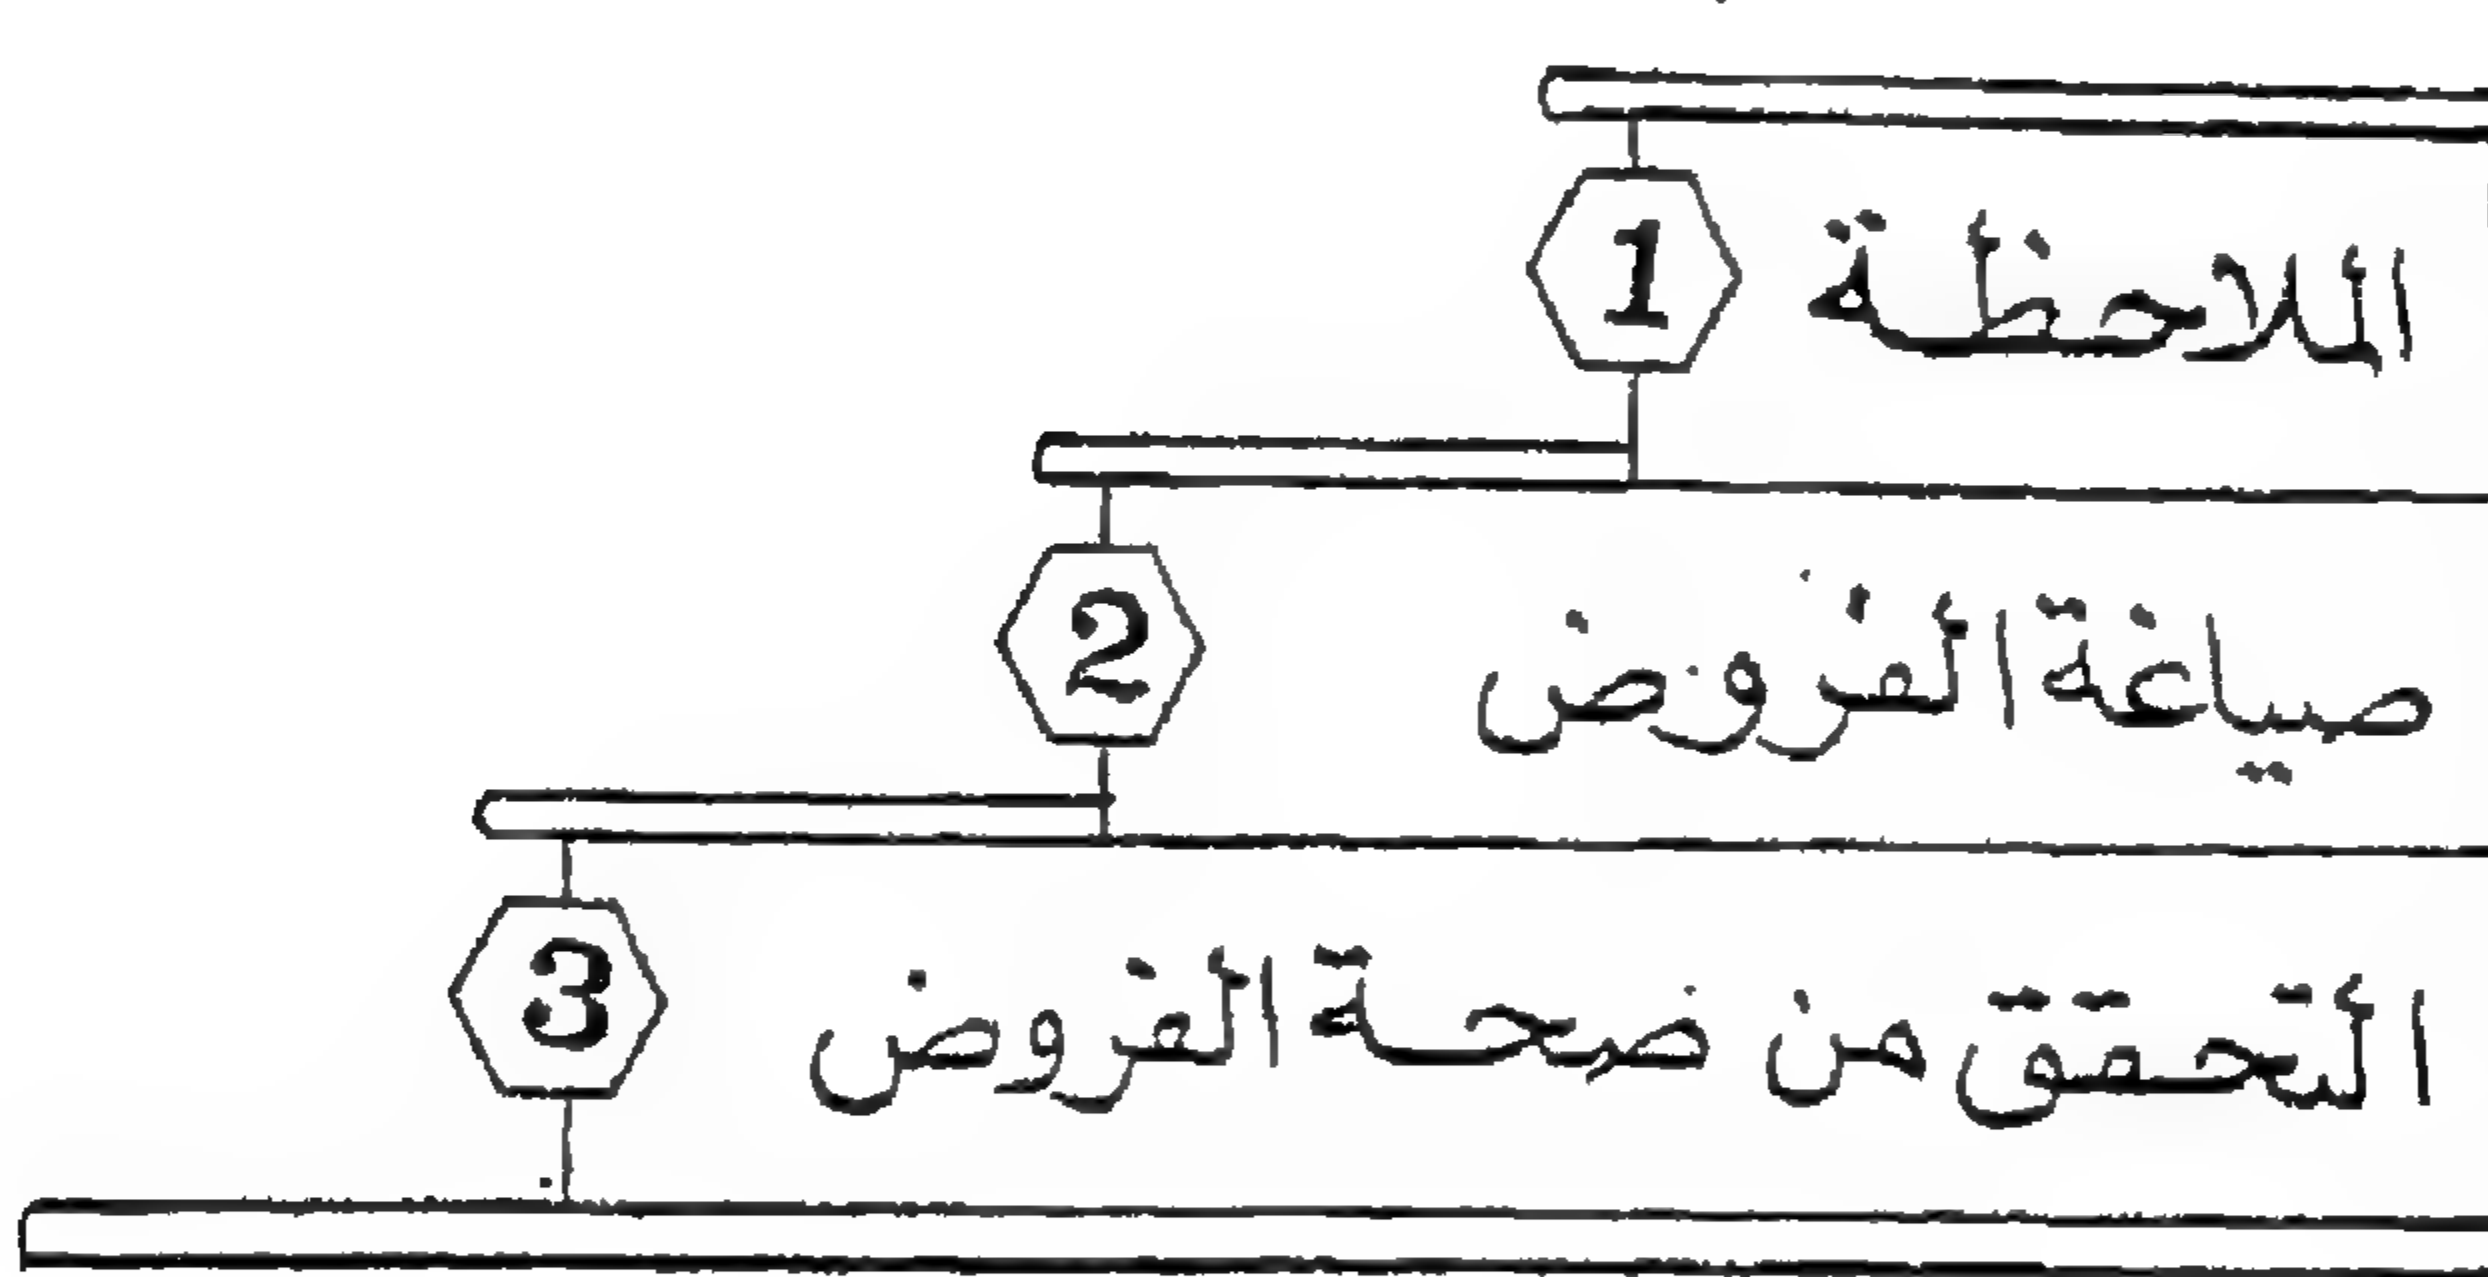 الملاحظة 1
صياغة الفروض 2
التحقق من صحة الفروض 3